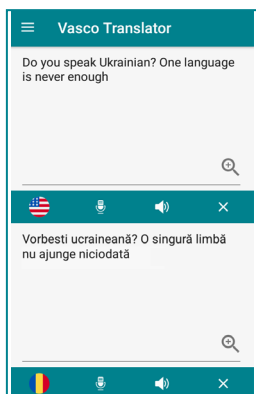 Vasco Translator
Do you speak Ukrainian? One language
is never enough
Vorbesti ucraineană? O singură limbă
nu ajunge niciodată